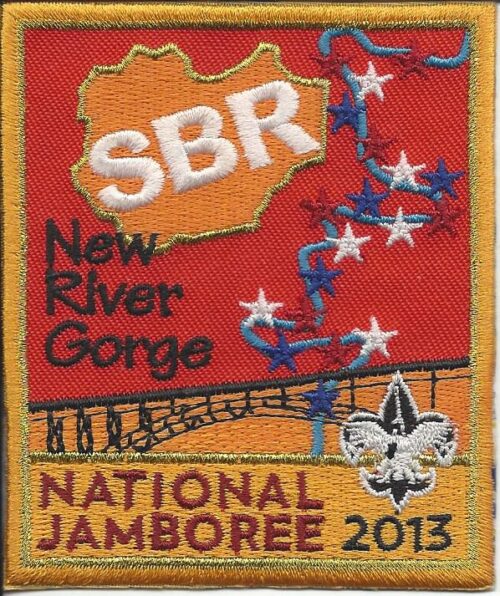 SBR
New
River
Gorge
NATIONAL
JAMBOREE 2013